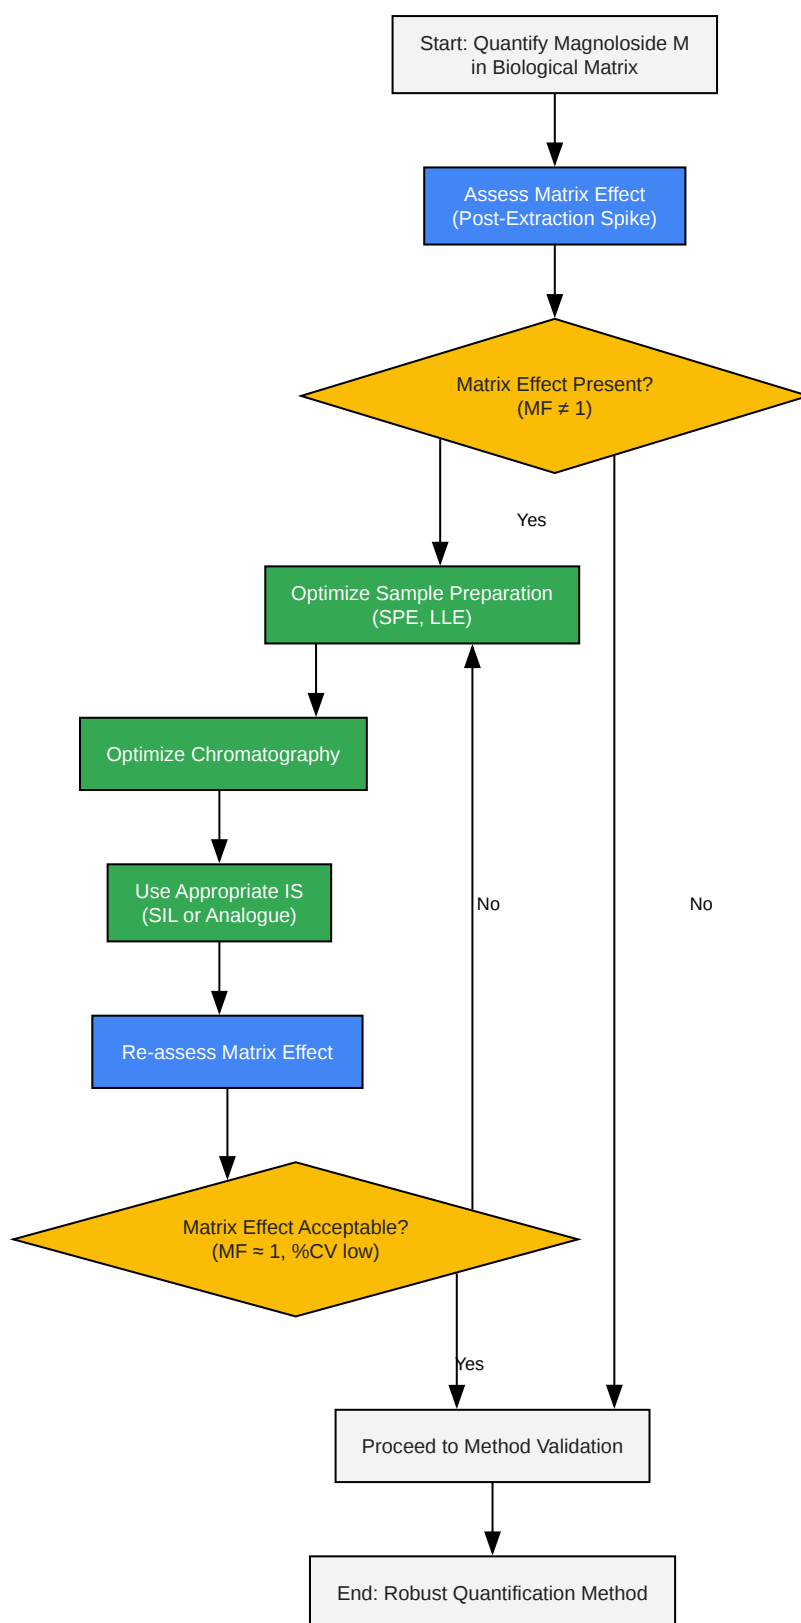 Start: Quantify Magnoloside M
in Biological Matrix
Assess Matrix Effect
(Post-Extraction Spike)
Matrix Effect Present?
(MF ≠ 1)
Yes
Optimize Sample Preparation
(SPE, LLE)
Optimize Chromatography
Use Appropriate IS
(SIL or Analogue)
No
No
Re-assess Matrix Effect
Matrix Effect Acceptable?
(MF ≈ 1, %CV low)
Yes
Proceed to Method Validation
End: Robust Quantification Method